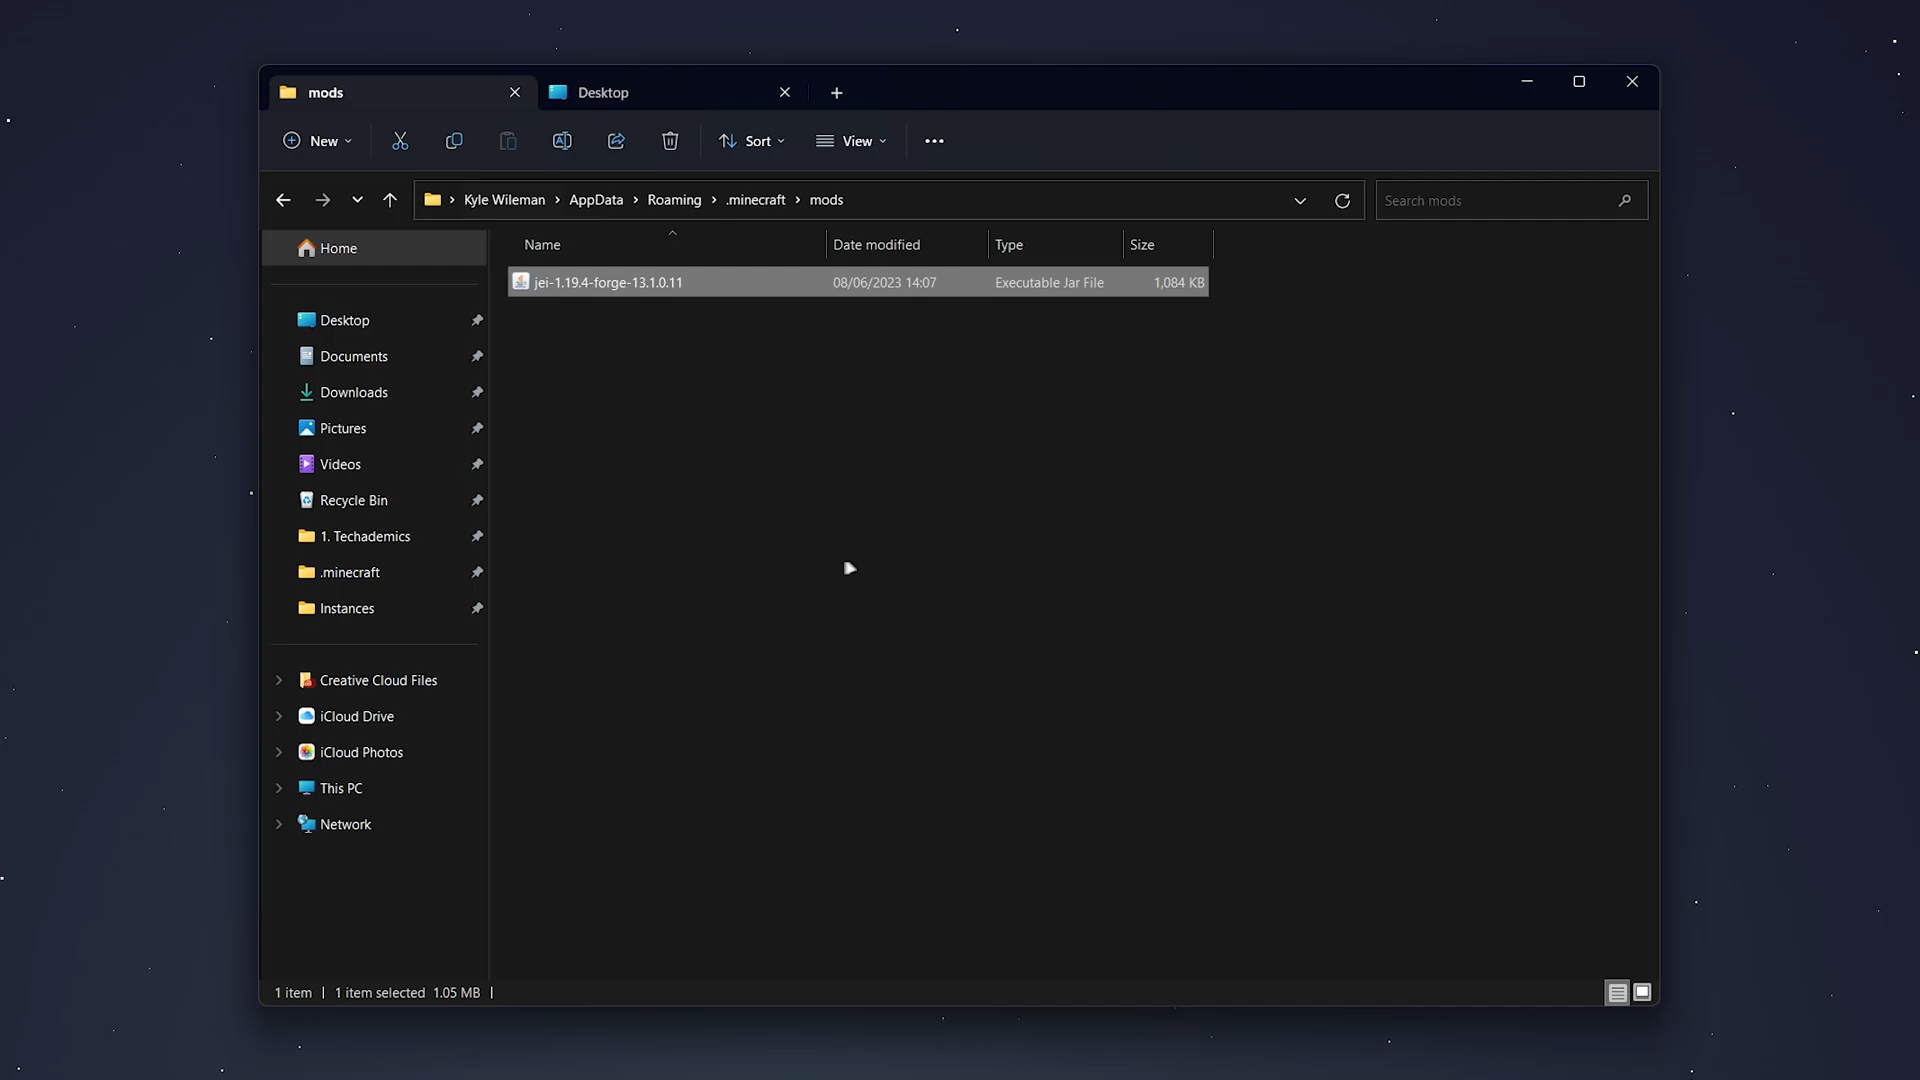 mods
Desktop
New
Sort
View
Kyle Wileman
AppData
Roaming
.minecraft
mods
Search mods
Home
Desktop
Documents
Downloads
Pictures
Videos
Recycle Bin
1. Techademics
.minecraft
Instances
Creative Cloud Files
iCloud Drive
iCloud Photos
This PC
Network
Name Date modified Type Size
jei-1.19.4-forge-13.1.0.11 08/06/2023 14:07 Executable Jar File 1,084 KB
1 item 1 item selected 1.05 MB